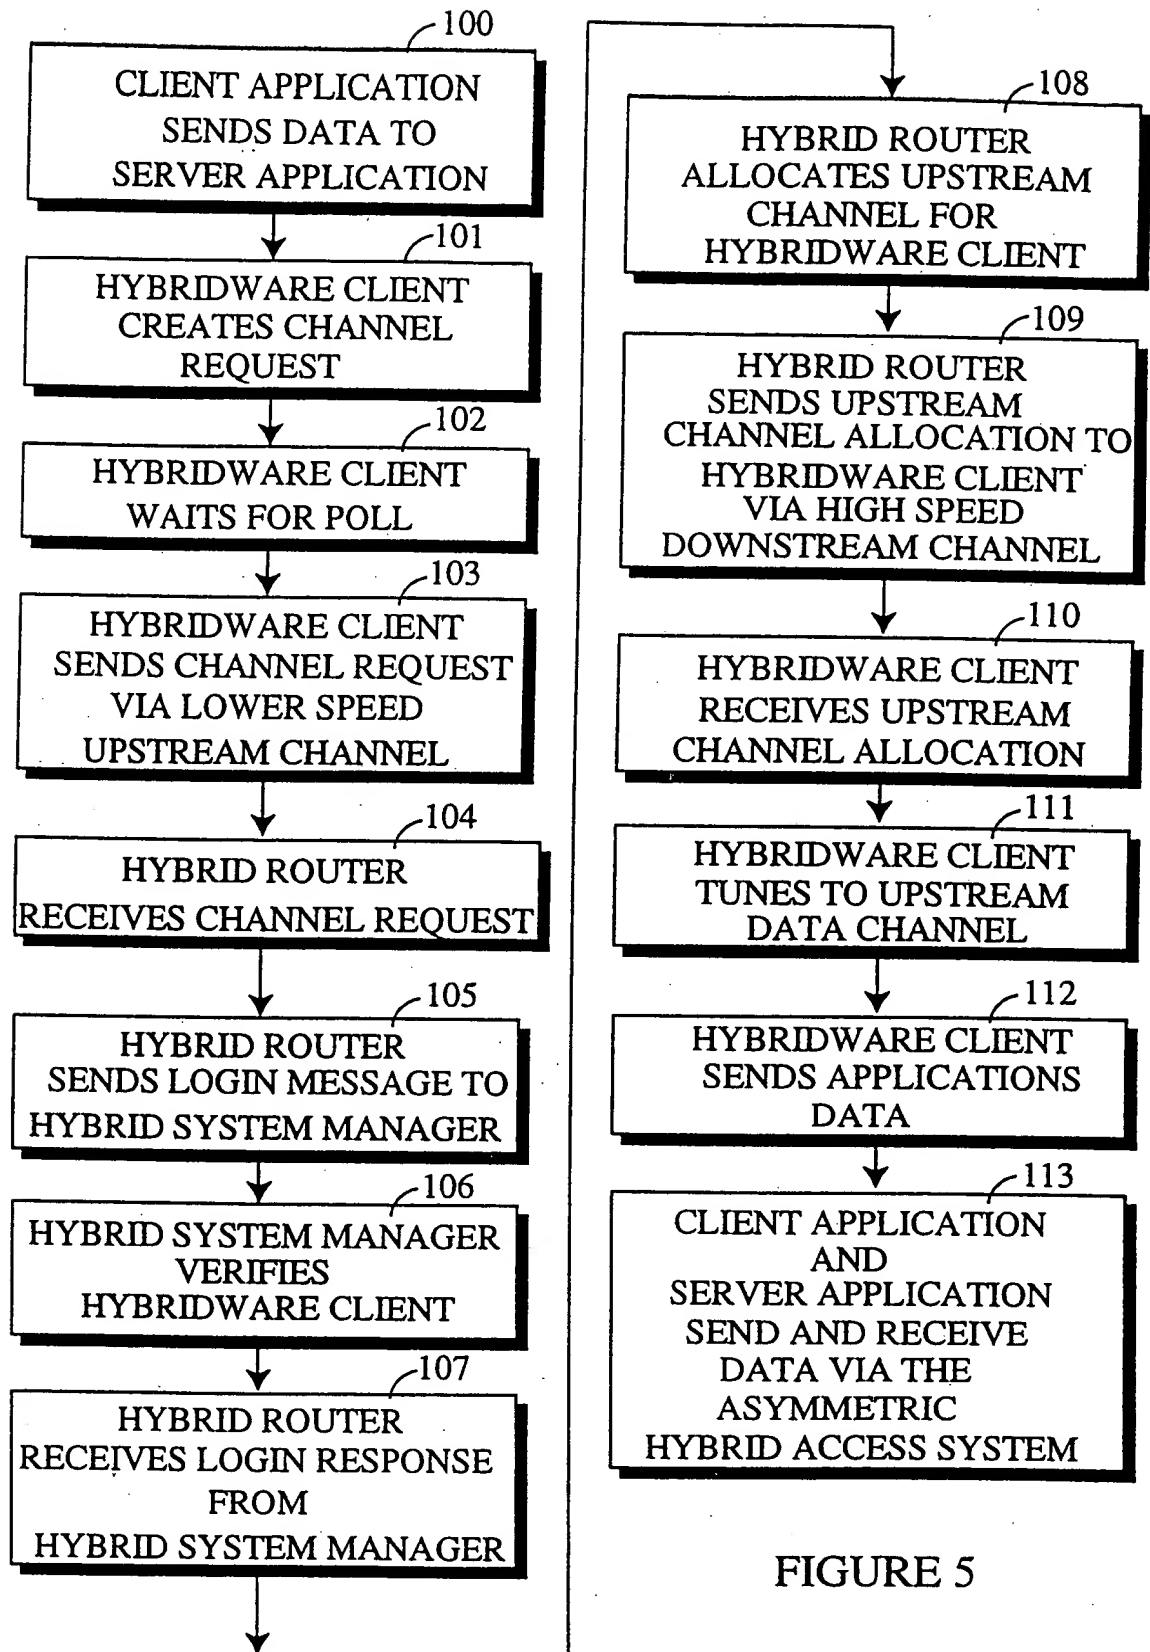 100
CLIENT APPLICATION
SENDS DATA TO
SERVER APPLICATION
101
HYBRIDWARE CLIENT
CREATES CHANNEL
REQUEST
102
HYBRIDWARE CLIENT
WAITS FOR POLL
103
HYBRIDWARE CLIENT
SENDS CHANNEL REQUEST
VIA LOWER SPEED
UPSTREAM CHANNEL
104
HYBRID ROUTER
RECEIVES CHANNEL REQUEST
105
HYBRID ROUTER
SENDS LOGIN MESSAGE TO
HYBRID SYSTEM MANAGER
106
HYBRID SYSTEM MANAGER
VERIFIES
HYBRIDWARE CLIENT
107
HYBRID ROUTER
RECEIVES LOGIN RESPONSE
FROM
HYBRID SYSTEM MANAGER
108
HYBRID ROUTER
ALLOCATES UPSTREAM
CHANNEL FOR
HYBRIDWARE CLIENT
109
HYBRID ROUTER
SENDS UPSTREAM
CHANNEL ALLOCATION TO
HYBRIDWARE CLIENT
VIA HIGH SPEED
DOWNSTREAM CHANNEL
110
HYBRIDWARE CLIENT
RECEIVES UPSTREAM
CHANNEL ALLOCATION
111
HYBRIDWARE CLIENT
TUNES TO UPSTREAM
DATA CHANNEL
112
HYBRIDWARE CLIENT
SENDS APPLICATIONS
DATA
113
CLIENT APPLICATION
AND
SERVER APPLICATION
SEND AND RECEIVE
DATA VIA THE
ASYMMETRIC
HYBRID ACCESS SYSTEM
FIGURE 5